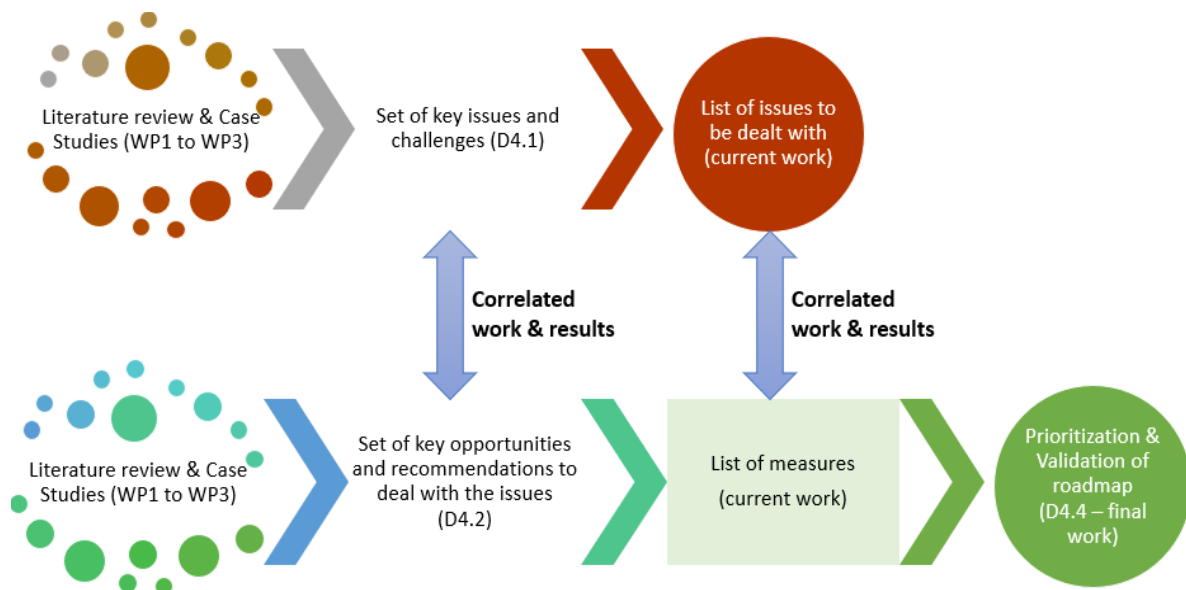 Literature review & Case
Studies (WP1 to WP3)
Set of key issues and
challenges (D4.1)
List of issues to
be dealt with
(current work)
Correlated
work & results
Correlated
work & results
Literature review & Case
Studies (WP1 to WP3)
Set of key opportunities
and recommendations to
deal with the issues
(D4.2)
List of measures
(current work)
Prioritization &
Validation of
roadmap
(D4.4 – final
work)